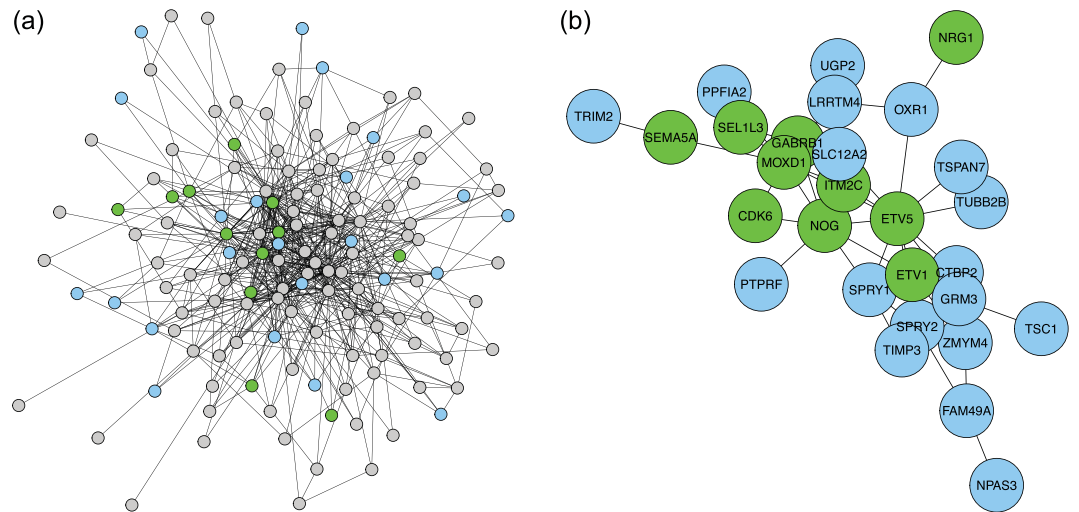 (a)
(b)
NRG1
UGP2
PPFIA2
LRRTM4
OXR1
TRIM2
SEL1L3
SEMA5A
GABRB1
SLC12A2
MOXD1
TSPAN7
ITM2C
TUBB2B
CDK6
NOG
ETV5
CTBP2
ETV1
PTPRF
SPRY1
GRM3
SPRY2
TSC1
ZMYM4
TIMP3
FAM49A
NPAS3